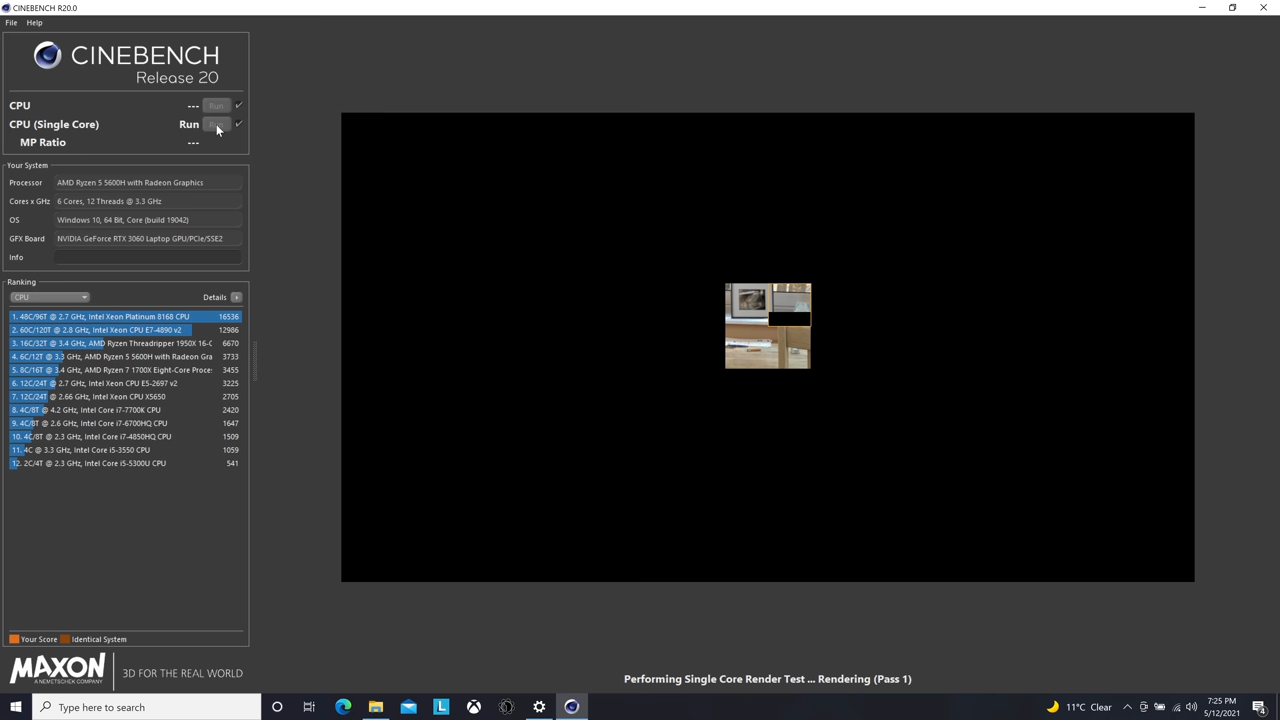 CINEBENCH R20.0
File Help
CINEBENCH
Release 20
CPU --- Run
CPU (Single Core) Run
MP Ratio ---
Your System
Processor AMD Ryzen 5 5600H with Radeon Graphics
Cores x GHz 6 Cores, 12 Threads @ 3.3 GHz
OS Windows 10, 64 Bit, Core (build 19042)
GFX Board NVIDIA GeForce RTX 3060 Laptop GPU/PCIe/SSE2
Info
Ranking
CPU Details
1. 48C/96T @ 2.7 GHz, Intel Xeon Platinum 8168 CPU 16536
2. 60C/120T @ 2.8 GHz, Intel Xeon CPU E7-4890 v2 12986
3. 16C/32T @ 3.4 GHz, AMD Ryzen Threadripper 1950X 16-C 6670
4. 6C/12T @ 3.3 GHz, AMD Ryzen 5 5600H with Radeon Gra 3733
5. 8C/16T @ 3.4 GHz, AMD Ryzen 7 1700X Eight-Core Proce: 3455
6. 12C/24T @ 2.7 GHz, Intel Xeon CPU E5-2697 v2 3225
7. 12C/24T @ 2.66 GHz, Intel Xeon CPU X5650 2705
8. 4C/8T @ 4.2 GHz, Intel Core i7-7700K CPU 2420
9. 4C/8T @ 2.6 GHz, Intel Core i7-6700HQ CPU 1647
10. 4C/8T @ 2.3 GHz, Intel Core i7-4850HQ CPU 1509
11. 4C @ 3.3 GHz, Intel Core i5-3550 CPU 1059
12. 2C/4T @ 2.3 GHz, Intel Core i5-5300U CPU 541
Your Score Identical System
MAXON 3D FOR THE REAL WORLD
A NEMETSCHEK COMPANY
Performing Single Core Render Test ... Rendering (Pass 1)
Type here to search
L
11°C Clear
7:25 PM
5/12/2021
4